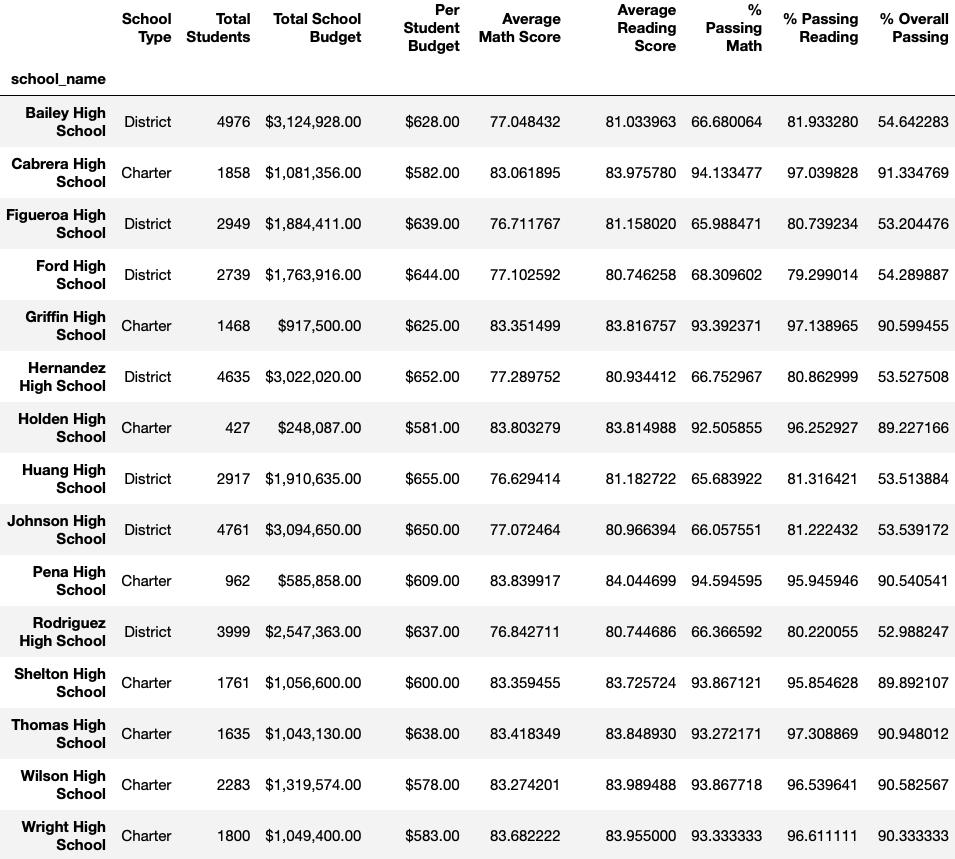 School Type Total Students Total School Budget Per Student Budget Average Math Score Average Reading Score % Passing Math % Passing Reading % Overall Passing
school_name
Bailey High School District 4976 $3,124,928.00 $628.00 77.048432 81.033963 66.680064 81.933280 54.642283
Cabrera High School Charter 1858 $1,081,356.00 $582.00 83.061895 83.975780 94.133477 97.039828 91.334769
Figueroa High School District 2949 $1,884,411.00 $639.00 76.711767 81.158020 65.988471 80.739234 53.204476
Ford High School District 2739 $1,763,916.00 $644.00 77.102592 80.746258 68.309602 79.299014 54.289887
Griffin High School Charter 1468 $917,500.00 $625.00 83.351499 83.816757 93.392371 97.138965 90.599455
Hernandez High School District 4635 $3,022,020.00 $652.00 77.289752 80.934412 66.752967 80.862999 53.527508
Holden High School Charter 427 $248,087.00 $581.00 83.803279 83.814988 92.505855 96.252927 89.227166
Huang High School District 2917 $1,910,635.00 $655.00 76.629414 81.182722 65.683922 81.316421 53.513884
Johnson High School District 4761 $3,094,650.00 $650.00 77.072464 80.966394 66.057551 81.222432 53.539172
Pena High School Charter 962 $585,858.00 $609.00 83.839917 84.044699 94.594595 95.945946 90.540541
Rodriguez High School District 3999 $2,547,363.00 $637.00 76.842711 80.744686 66.366592 80.220055 52.988247
Shelton High School Charter 1761 $1,056,600.00 $600.00 83.359455 83.725724 93.867121 95.854628 89.892107
Thomas High School Charter 1635 $1,043,130.00 $638.00 83.418349 83.848930 93.272171 97.308869 90.948012
Wilson High School Charter 2283 $1,319,574.00 $578.00 83.274201 83.989488 93.867718 96.539641 90.582567
Wright High School Charter 1800 $1,049,400.00 $583.00 83.682222 83.955000 93.333333 96.611111 90.333333